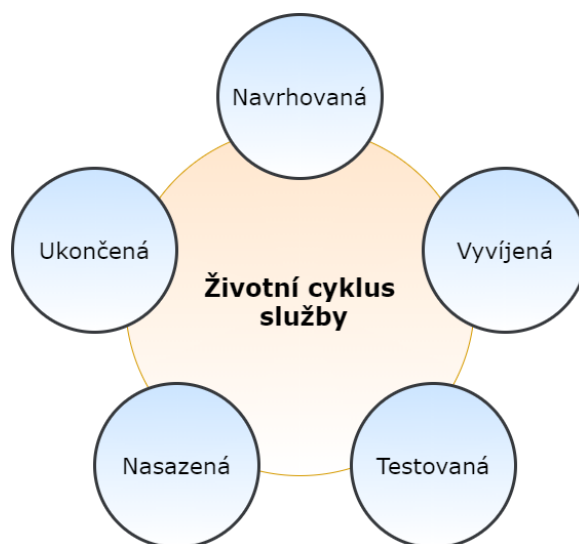 Navrhovaná
Ukončená
Vyvíjená
Životní cyklus
služby
Nasazená
Testovaná